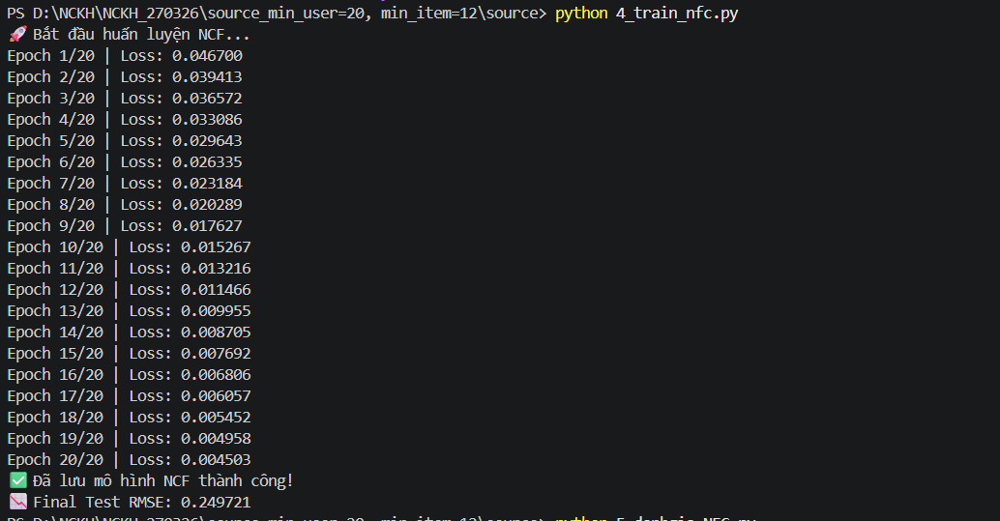 PS D:\NCKH\NCKH_270326\source_min_user=20, min_item=12\source> python 4_train_nfc.py
🚀 Bắt đầu huấn luyện NCF...
Epoch 1/20 | Loss: 0.046700
Epoch 2/20 | Loss: 0.039413
Epoch 3/20 | Loss: 0.036572
Epoch 4/20 | Loss: 0.033086
Epoch 5/20 | Loss: 0.029643
Epoch 6/20 | Loss: 0.026335
Epoch 7/20 | Loss: 0.023184
Epoch 8/20 | Loss: 0.020289
Epoch 9/20 | Loss: 0.017627
Epoch 10/20 | Loss: 0.015267
Epoch 11/20 | Loss: 0.013216
Epoch 12/20 | Loss: 0.011466
Epoch 13/20 | Loss: 0.009955
Epoch 14/20 | Loss: 0.008705
Epoch 15/20 | Loss: 0.007692
Epoch 16/20 | Loss: 0.006806
Epoch 17/20 | Loss: 0.006057
Epoch 18/20 | Loss: 0.005452
Epoch 19/20 | Loss: 0.004958
Epoch 20/20 | Loss: 0.004503
✅ Đã lưu mô hình NCF thành công!
📉 Final Test RMSE: 0.249721
PS D:\NCKH\NCKH_270326\source_min_user=20, min_item=12\source> python 5_danhgia_NFC.py